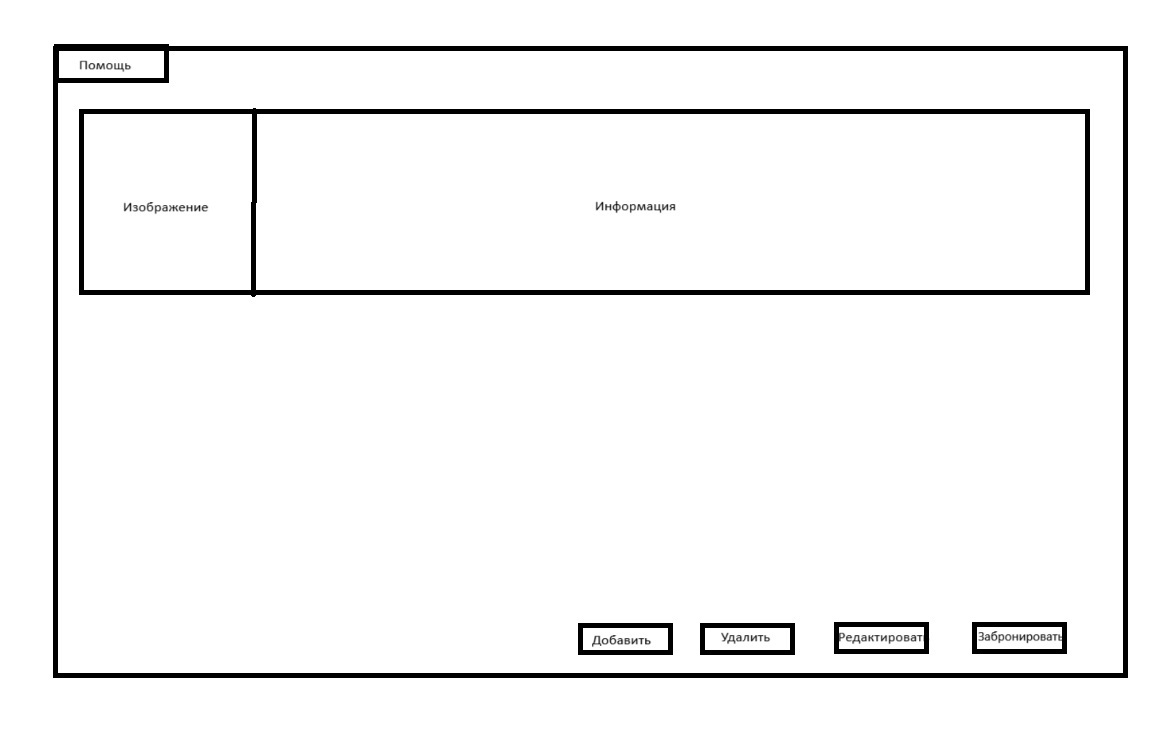 Помощь
Изображение
Информация
Добавить
Удалить
Редактироват
Забронировать